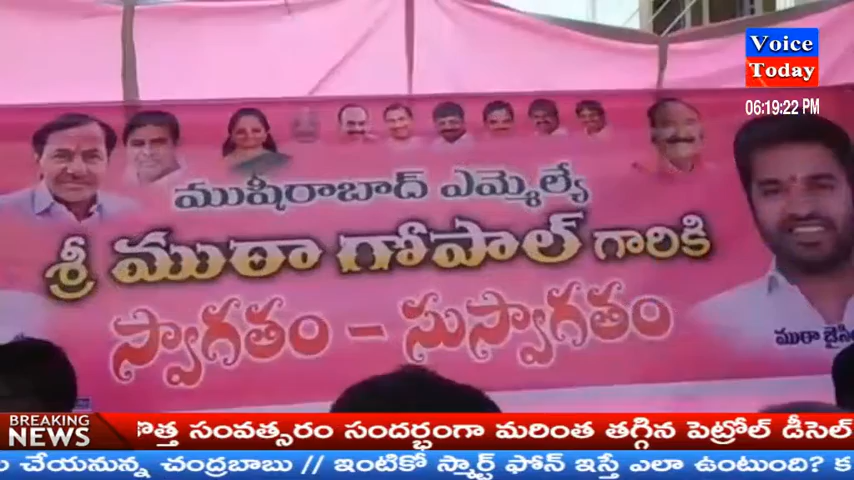 Voice
Today
06:19:22 PM
ముషీరాబాద్ ఎమ్మెల్యే
శ్రీ ముఠా గోపాల్ గారికి
స్వాగతం - సుస్వాగతం
ముఠా
BREAKING
NEWS
కొత్త సంవత్సరం సందర్భంగా మరింత తగ్గిన పెట్రోల్ డీసెల్
చేయనున్న చంద్రబాబు // ఇంటికో స్మార్ట్ ఫోన్ ఇస్తే ఎలా ఉంటుంది? క